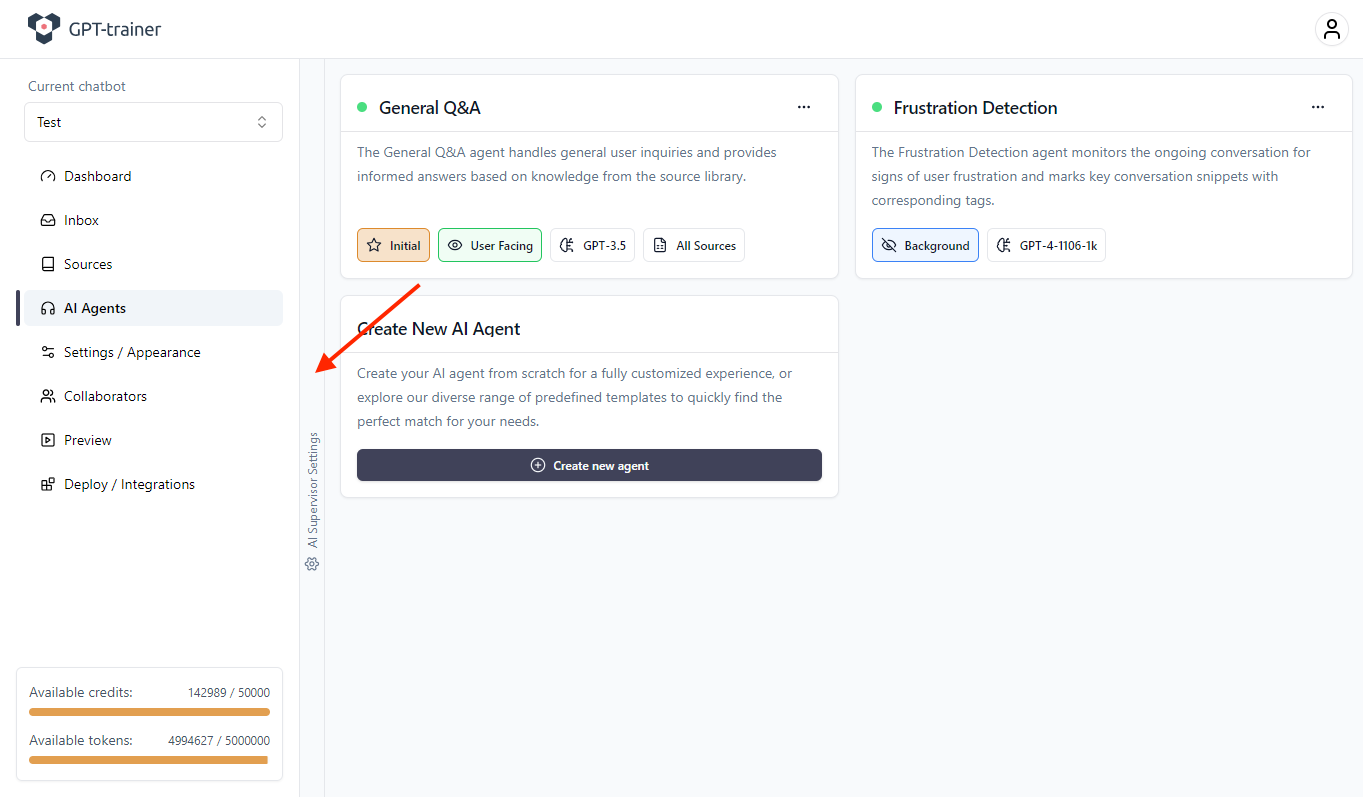 GPT-trainer
Current chatbot
Test
Dashboard
Inbox
Sources
AI Agents
Settings / Appearance
Collaborators
Preview
Deploy / Integrations
Available credits: 142989 / 50000
Available tokens: 4994627 / 5000000
AI Supervisor Settings
General Q&A
The General Q&A agent handles general user inquiries and provides
informed answers based on knowledge from the source library.
Initial User Facing GPT-3.5 All Sources
Frustration Detection
The Frustration Detection agent monitors the ongoing conversation for
signs of user frustration and marks key conversation snippets with
corresponding tags.
Background GPT-4-1106-1k
Create New AI Agent
Create your AI agent from scratch for a fully customized experience, or
explore our diverse range of predefined templates to quickly find the
perfect match for your needs.
Create new agent